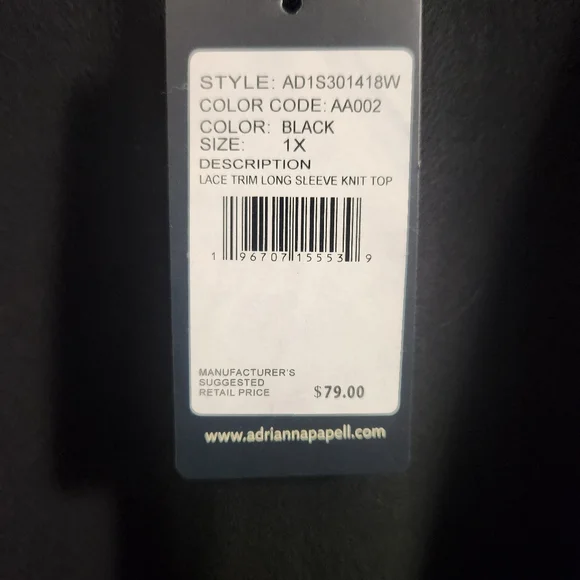 STYLE: AD1S301418W
COLOR CODE: AA002
COLOR: BLACK
SIZE: 1X
DESCRIPTION
LACE TRIM LONG SLEEVE KNIT TOP
1 96707 15553 9
MANUFACTURER'S
SUGGESTED
RETAIL PRICE $79.00
www.adriannapapell.com